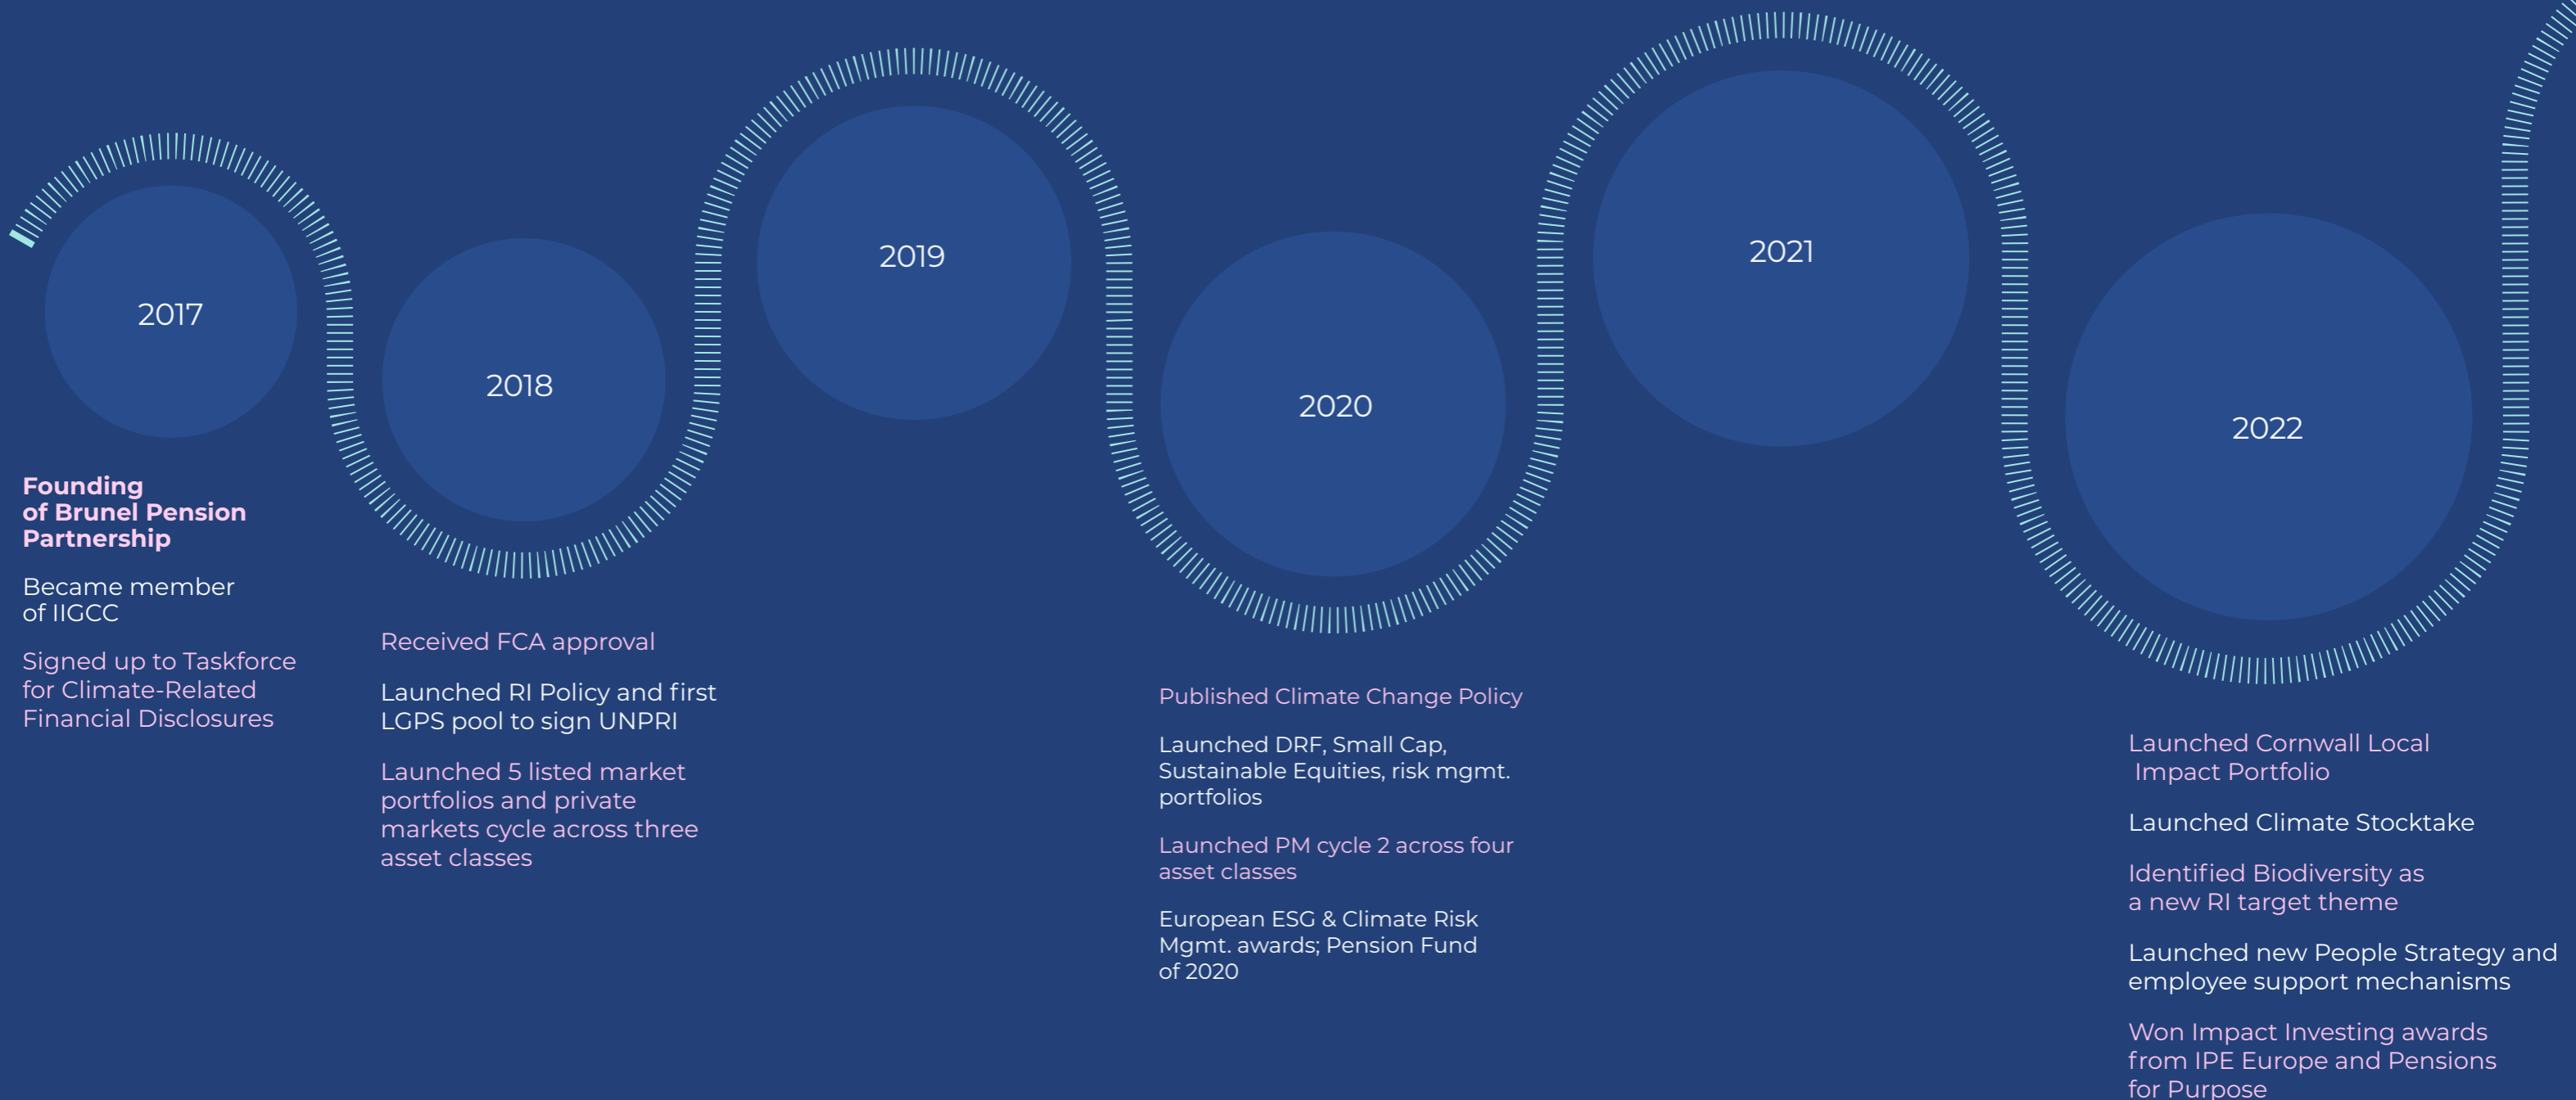 2017
Founding
of Brunel Pension
Partnership
Became member
of IIGCC
Signed up to Taskforce
for Climate-Related
Financial Disclosures
2018
Received FCA approval
Launched RI Policy and first
LGPS pool to sign UNPRI
Launched 5 listed market
portfolios and private
markets cycle across three
asset classes
2019
2020
Published Climate Change Policy
Launched DRF, Small Cap,
Sustainable Equities, risk mgmt.
portfolios
Launched PM cycle 2 across four
asset classes
European ESG & Climate Risk
Mgmt. awards; Pension Fund
of 2020
2021
2022
Launched Cornwall Local
Impact Portfolio
Launched Climate Stocktake
Identified Biodiversity as
a new RI target theme
Launched new People Strategy and
employee support mechanisms
Won Impact Investing awards
from IPE Europe and Pensions
for Purpose